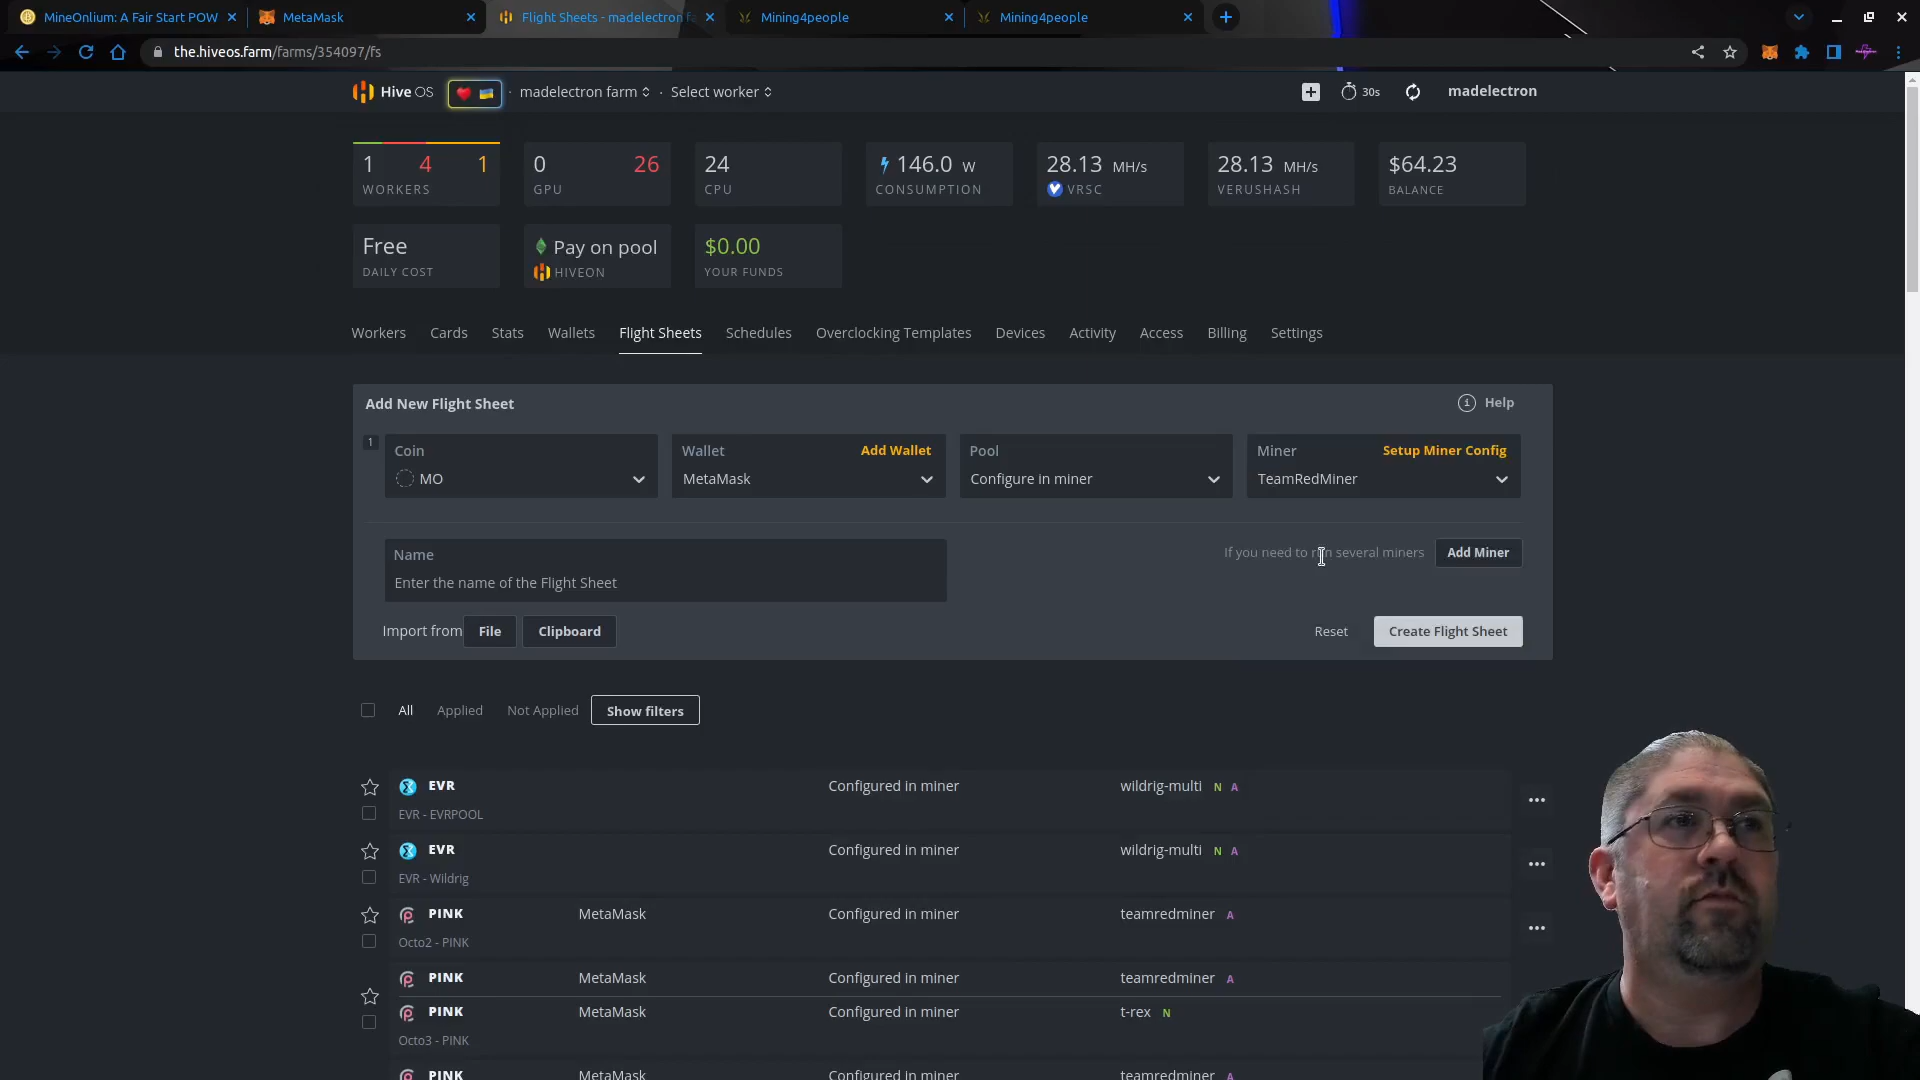 MineOnlium: A Fair Start POW
MetaMask
Flight Sheets - madelectron fa
Mining4people
Mining4people
the.hiveos.farm/farms/354097/fs
Hive OS · madelectron farm · Select worker
30s
madelectron
1 4 1
WORKERS
0 26
GPU
24
CPU
146.0 W
CONSUMPTION
28.13 MH/s
VRSC
28.13 MH/s
VERUSHASH
$64.23
BALANCE
Free
DAILY COST
Pay on pool
HIVEON
$0.00
YOUR FUNDS
Workers Cards Stats Wallets Flight Sheets Schedules Overclocking Templates Devices Activity Access Billing Settings
Add New Flight Sheet
Help
1
Coin
MO
Wallet Add Wallet
MetaMask
Pool
Configure in miner
Miner Setup Miner Config
TeamRedMiner
Name
Enter the name of the Flight Sheet
If you need to run several miners Add Miner
Import from File Clipboard
Reset Create Flight Sheet
All Applied Not Applied Show filters
EVR Configured in miner wildrig-multi N A
EVR - EVRPOOL
EVR Configured in miner wildrig-multi N A
EVR - Wildrig
PINK MetaMask Configured in miner teamredminer A
Octo2 - PINK
PINK MetaMask Configured in miner teamredminer A
PINK MetaMask Configured in miner t-rex N
Octo3 - PINK
PINK MetaMask Configured in miner teamredminer A